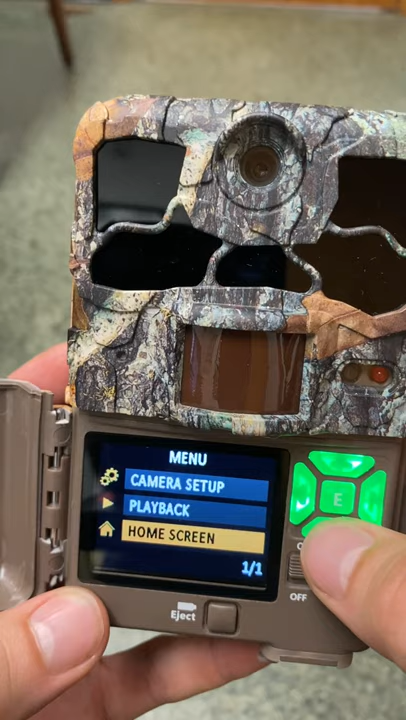 MENU
CAMERA SETUP
PLAYBACK
HOME SCREEN
1/1
E
OFF
Eject